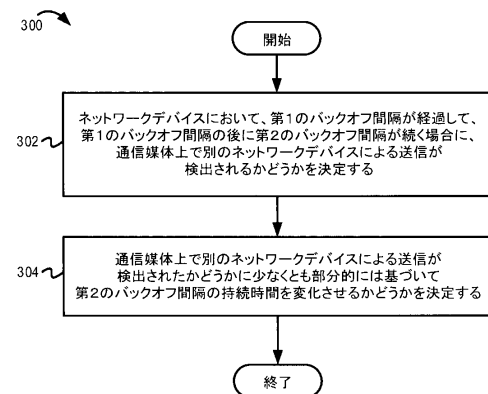 300
開始
302
ネットワークデバイスにおいて、第1のバックオフ間隔が経過して、
第1のバックオフ間隔の後に第2のバックオフ間隔が続く場合に、
通信媒体上で別のネットワークデバイスによる送信が
検出されるかどうかを決定する
304
通信媒体上で別のネットワークデバイスによる送信が
検出されたかどうかに少なくとも部分的には基づいて
第2のバックオフ間隔の持続時間を変化させるかどうかを決定する
終了